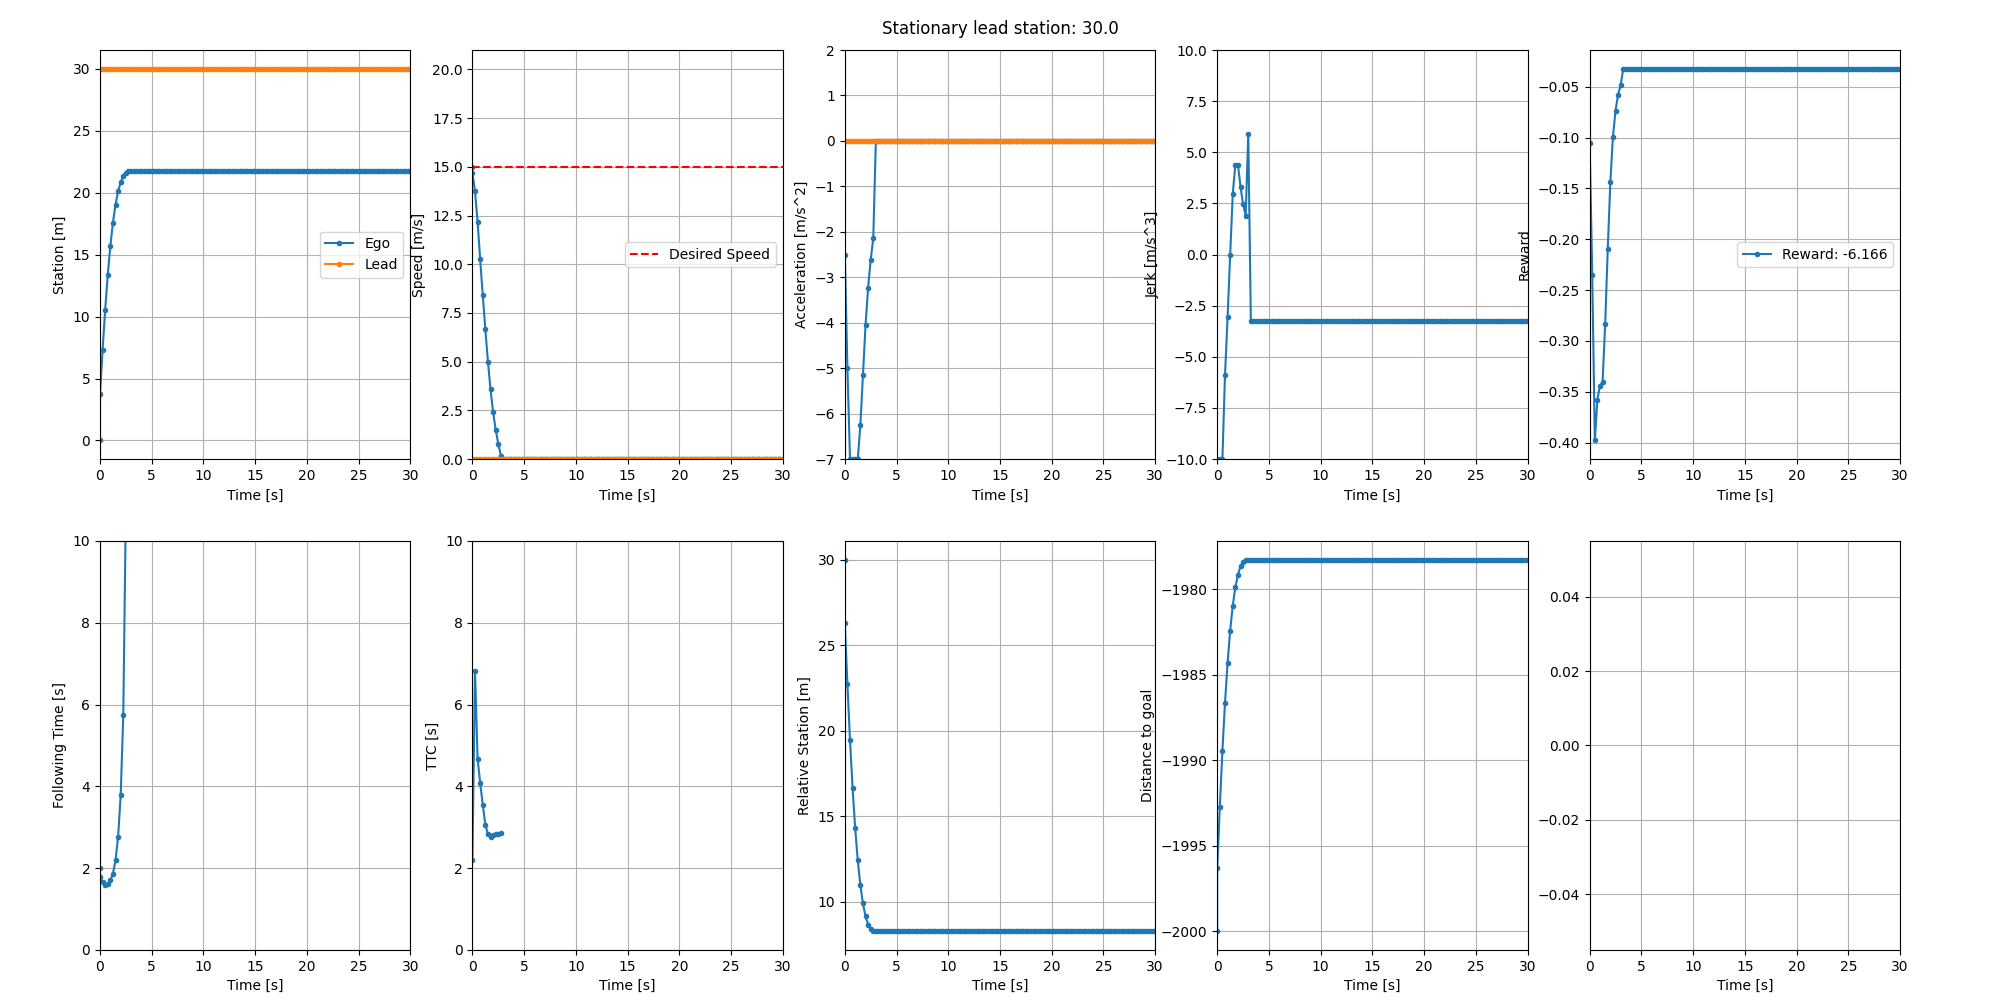 Stationary lead station: 30.0
Station [m]
30
25
20
15
10
5
0
Ego
Lead
0 5 10 15 20 25 30
Time [s]
Speed [m/s]
20.0
17.5
15.0
12.5
10.0
7.5
5.0
2.5
0.0
Desired Speed
0 5 10 15 20 25 30
Time [s]
Acceleration [m/s^2]
2
1
0
−1
−2
−3
−4
−5
−6
−7
0 5 10 15 20 25 30
Time [s]
Jerk [m/s^3]
10.0
7.5
5.0
2.5
0.0
−2.5
−5.0
−7.5
−10.0
0 5 10 15 20 25 30
Time [s]
Reward
−0.05
−0.10
−0.15
−0.20
−0.25
−0.30
−0.35
−0.40
Reward: -6.166
0 5 10 15 20 25 30
Time [s]
Following Time [s]
10
8
6
4
2
0
0 5 10 15 20 25 30
Time [s]
TTC [s]
10
8
6
4
2
0
0 5 10 15 20 25 30
Time [s]
Relative Station [m]
30
25
20
15
10
0 5 10 15 20 25 30
Time [s]
Distance to goal
−1980
−1985
−1990
−1995
−2000
0 5 10 15 20 25 30
Time [s]
0.04
0.02
0.00
−0.02
−0.04
0 5 10 15 20 25 30
Time [s]